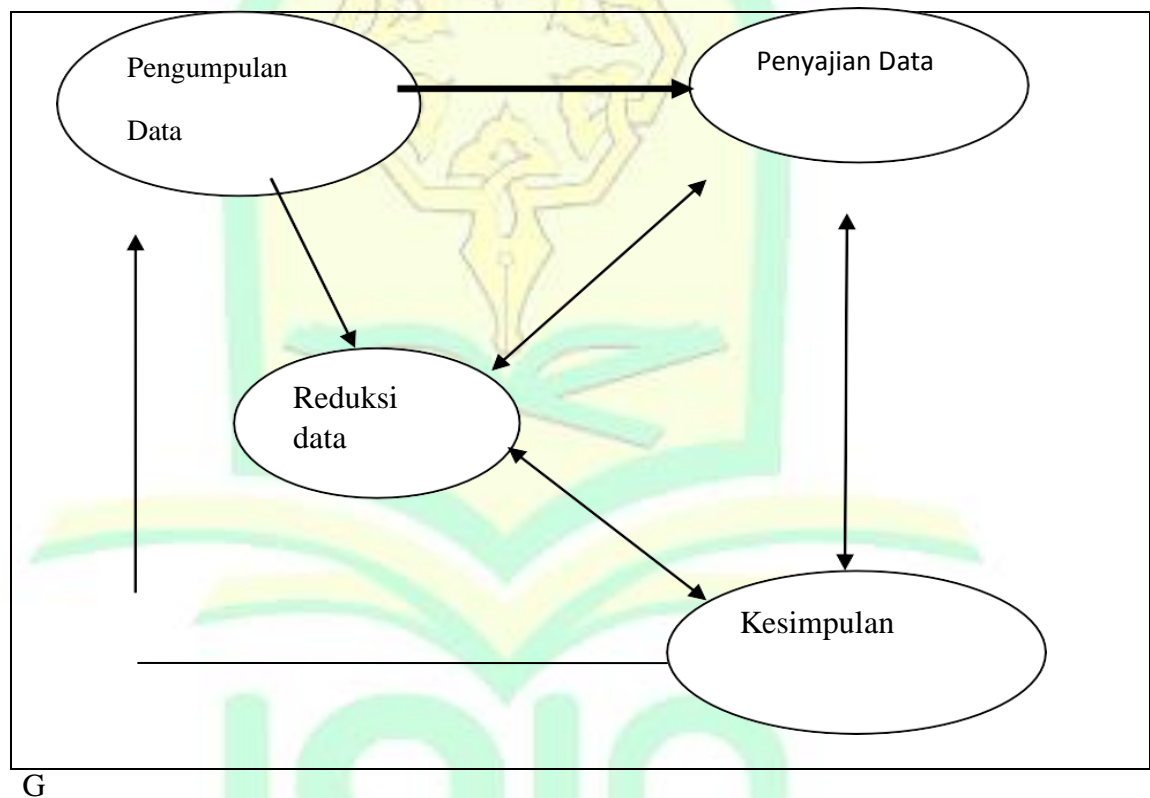 Pengumpulan
Data
Penyajian Data
Reduksi
data
Kesimpulan
G